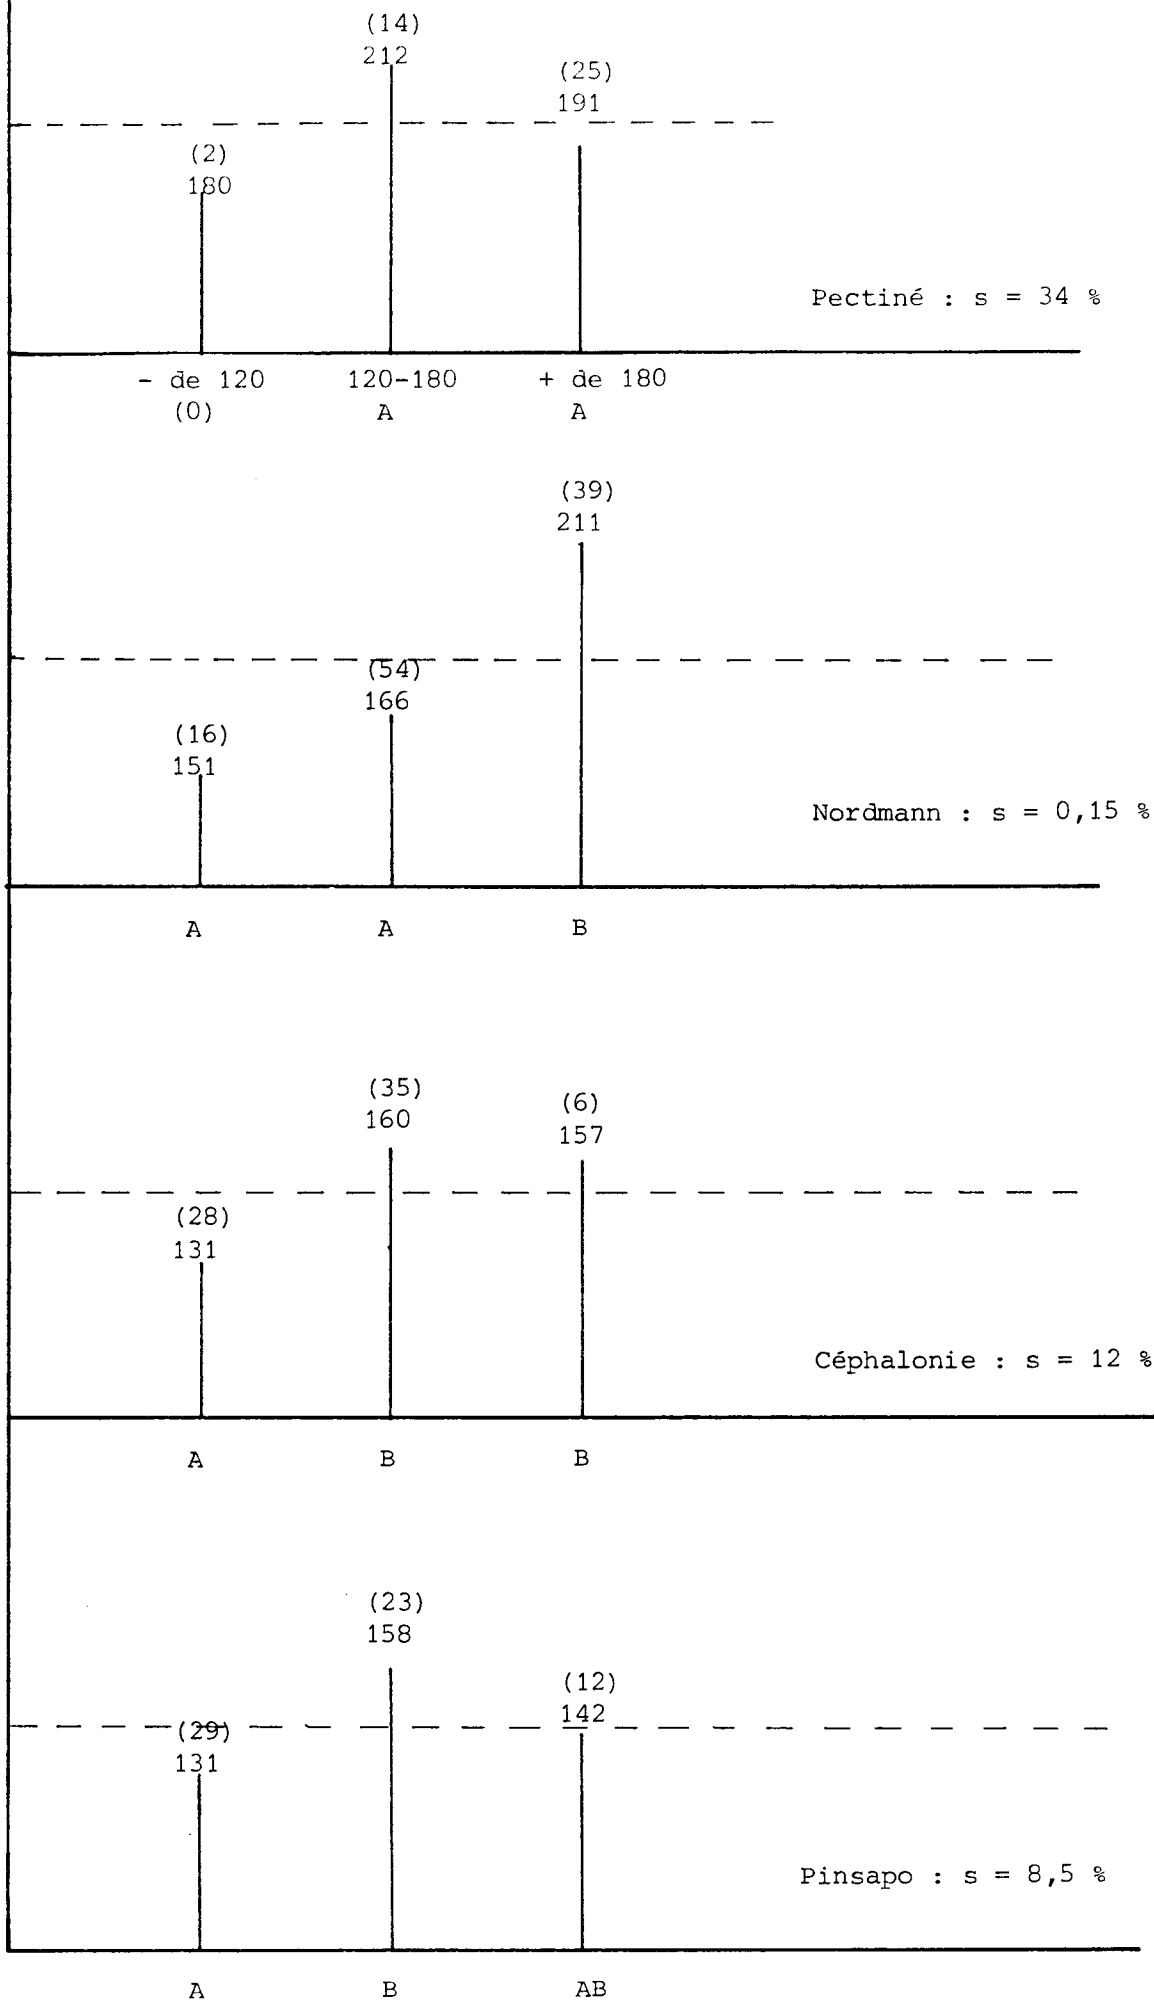 (14)
212
(25)
191
(2)
180
Pectiné : s = 34 %
- de 120 120-180 + de 180
(0) A A
(39)
211
(54)
166
(16)
151
Nordmann : s = 0,15 %
A A B
(35)
160
(6)
157
(28)
131
Céphalonie : s = 12 %
A B B
(23)
158
(12)
142
(29)
131
Pinsapo : s = 8,5 %
A B AB